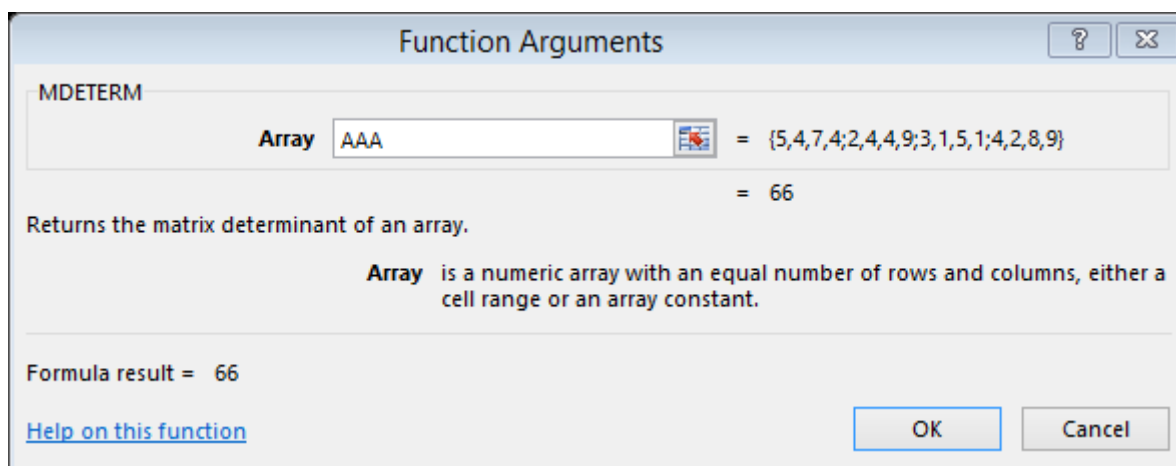 Function Arguments
MDETERM
Array AAA = {5,4,7,4;2,4,4,9;3,1,5,1;4,2,8,9}
= 66
Returns the matrix determinant of an array.
Array is a numeric array with an equal number of rows and columns, either a
cell range or an array constant.
Formula result = 66
Help on this function OK Cancel